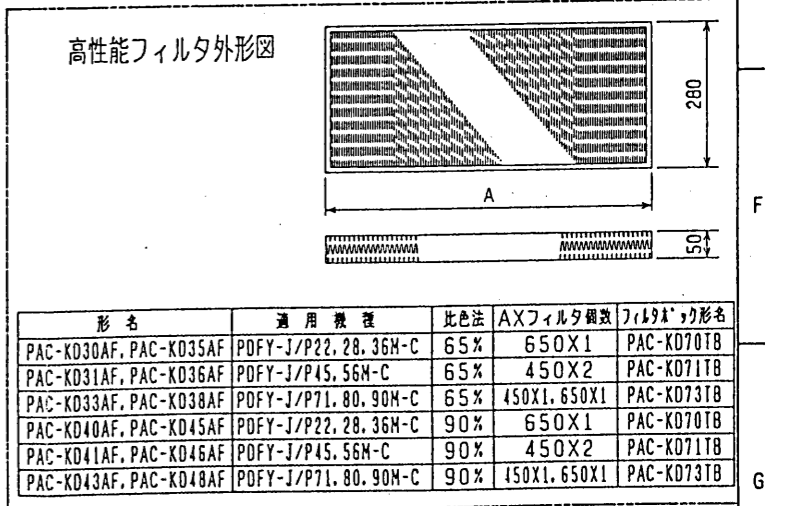 高性能フィルタ外形図
280
A
50
F
形 名 適 用 機 種 比色法 AXフィルタ個数 フィルタボック形名
PAC-KD30AF. PAC-KD35AF PDFY-J/P22. 28. 36M-C 65% 650X1 PAC-KD70TB
PAC-KD31AF. PAC-KD36AF PDFY-J/P45. 56M-C 65% 450X2 PAC-KD71TB
PAC-KD33AF. PAC-KD38AF PDFY-J/P71. 80. 90M-C 65% 450X1. 650X1 PAC-KD73TB
PAC-KD40AF. PAC-KD45AF PDFY-J/P22. 28. 36M-C 90% 650X1 PAC-KD70TB
PAC-KD41AF. PAC-KD46AF PDFY-J/P45. 56M-C 90% 450X2 PAC-KD71TB
PAC-KD43AF. PAC-KD48AF PDFY-J/P71. 80. 90M-C 90% 450X1. 650X1 PAC-KD73TB
G